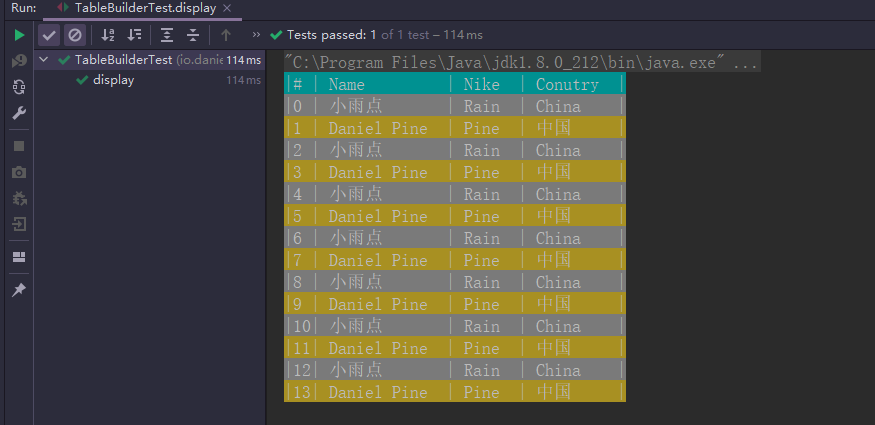 Run: TableBuilderTest.display ×
Tests passed: 1 of 1 test – 114 ms
TableBuilderTest (io.danie 114 ms
display 114 ms
"C:\Program Files\Java\jdk1.8.0_212\bin\java.exe" ...
|# | Name | Nike | Conutry |
|0 | 小雨点 | Rain | China |
|1 | Daniel Pine | Pine | 中国 |
|2 | 小雨点 | Rain | China |
|3 | Daniel Pine | Pine | 中国 |
|4 | 小雨点 | Rain | China |
|5 | Daniel Pine | Pine | 中国 |
|6 | 小雨点 | Rain | China |
|7 | Daniel Pine | Pine | 中国 |
|8 | 小雨点 | Rain | China |
|9 | Daniel Pine | Pine | 中国 |
|10| 小雨点 | Rain | China |
|11| Daniel Pine | Pine | 中国 |
|12| 小雨点 | Rain | China |
|13| Daniel Pine | Pine | 中国 |